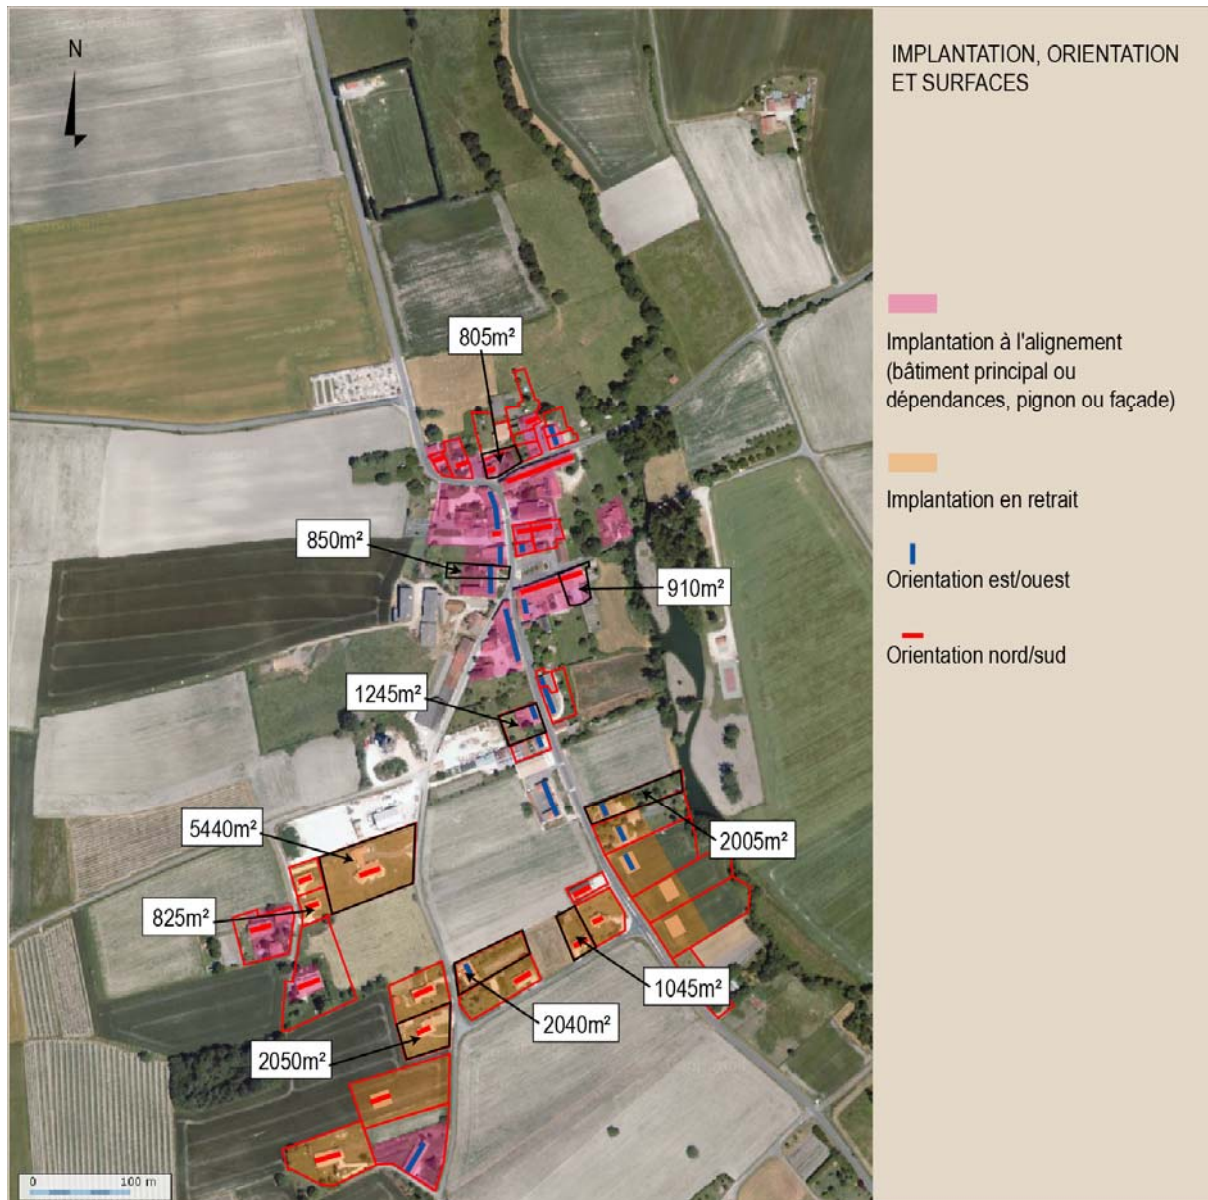 N
IMPLANTATION, ORIENTATION
ET SURFACES
805m²
Implantation à l'alignement
(bâtiment principal ou
dépendances, pignon ou façade)
Implantation en retrait
850m²
Orientation est/ouest
910m²
Orientation nord/sud
1245m²
5440m²
2005m²
825m²
1045m²
2040m²
2050m²
0 100 m